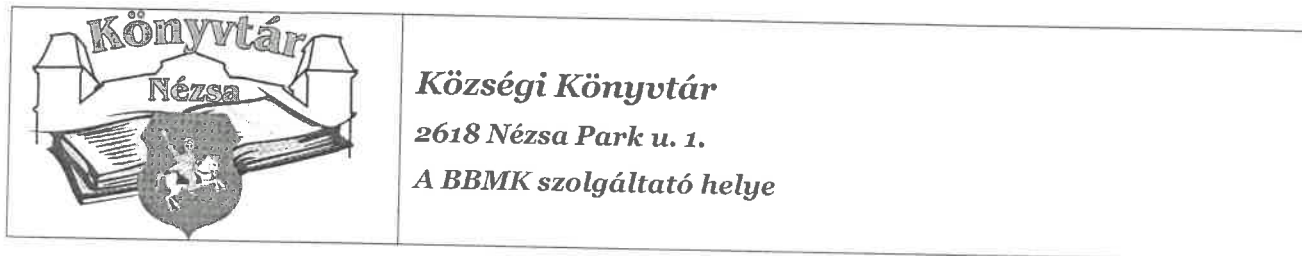 Könyvtár
Nézsa
Községi Könyvtár
2618 Nézsa Park u. 1.
A BBMK szolgáltató helye